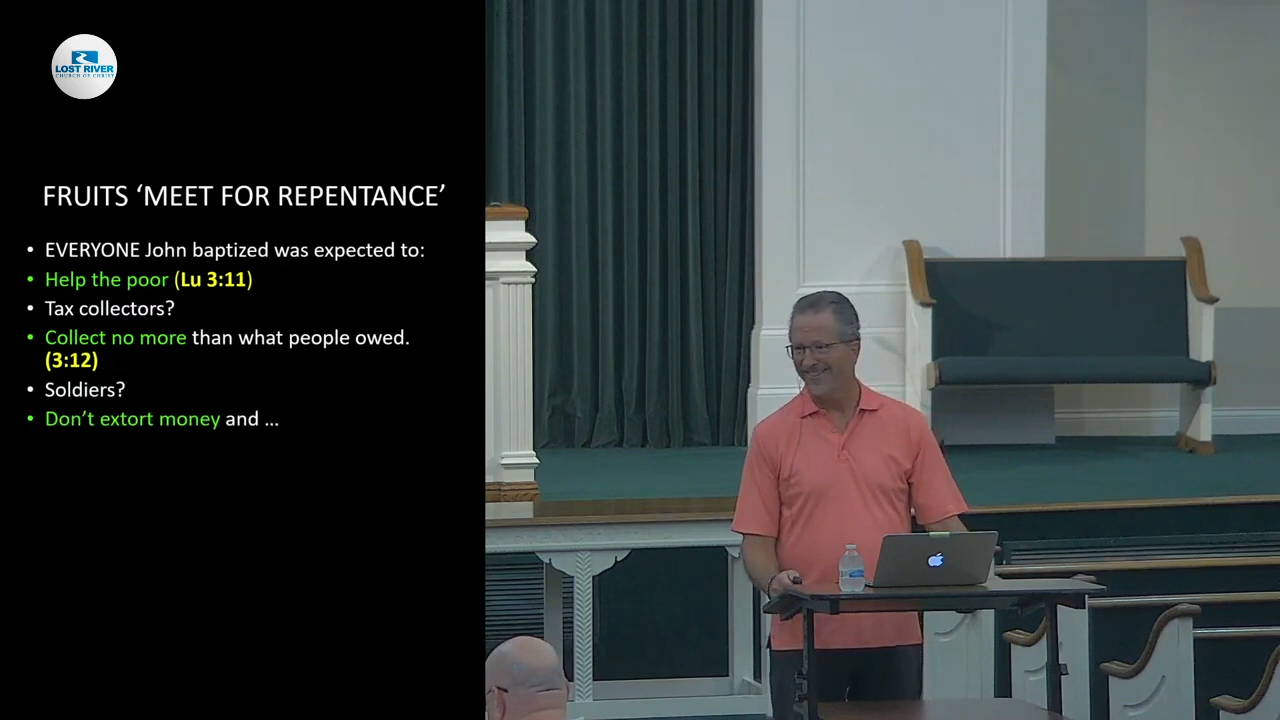 LOST RIVER
CHURCH OF CHRIST
FRUITS ‘MEET FOR REPENTANCE’
• EVERYONE John baptized was expected to:
• Help the poor (Lu 3:11)
• Tax collectors?
• Collect no more than what people owed.
(3:12)
• Soldiers?
• Don’t extort money and ...